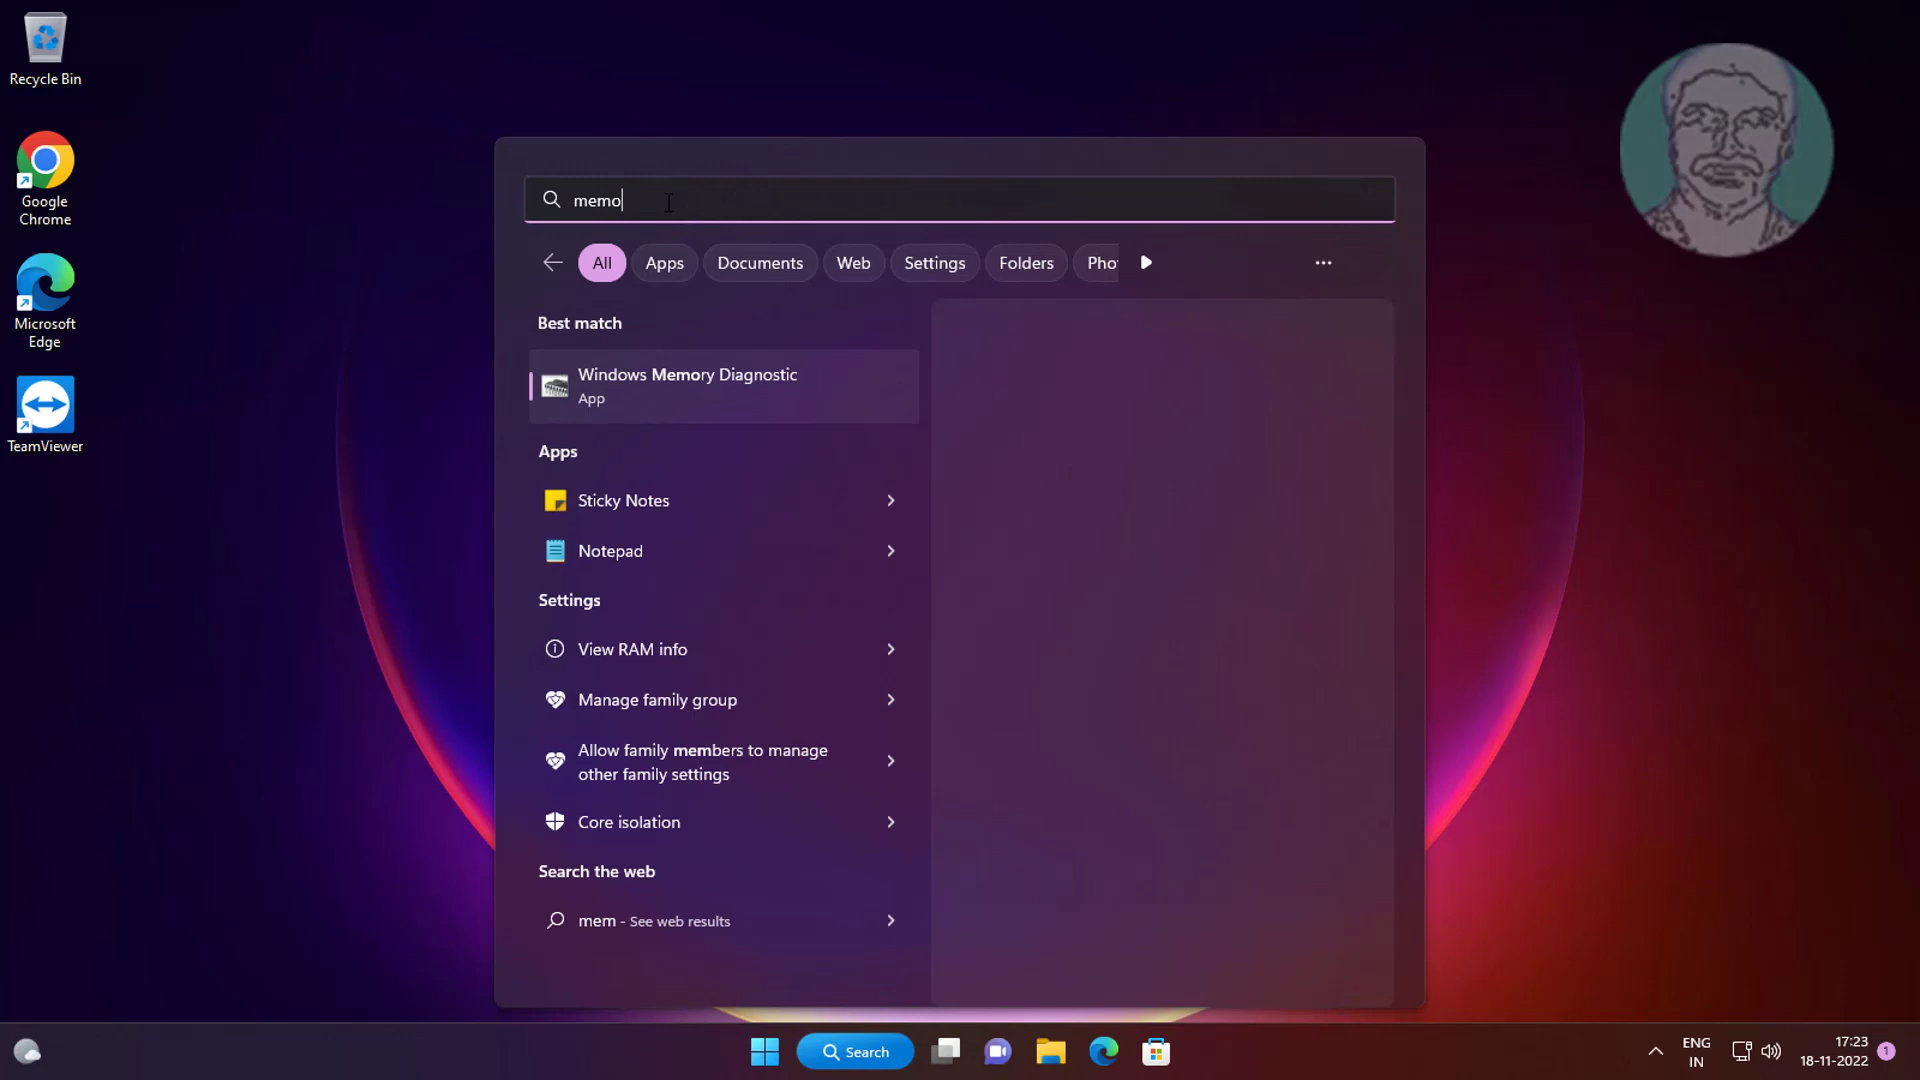 Recycle Bin
Google
Chrome
Microsoft
Edge
TeamViewer
memo
All
Apps
Documents
Web
Settings
Folders
Pho
Best match
Windows Memory Diagnostic
App
Apps
Sticky Notes
Notepad
Settings
View RAM info
Manage family group
Allow family members to manage
other family settings
Core isolation
Search the web
mem - See web results
Search
ENG
IN
17:23
18-11-2022
1